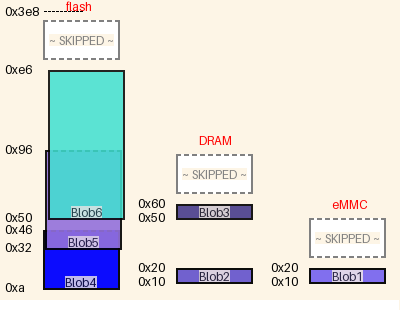 flash
0x3e8
~ SKIPPED ~
0xe6
0x96
0x50
0x46
0x32
0xa
Blob6
Blob5
Blob4
DRAM
~ SKIPPED ~
0x60
0x50
Blob3
0x20
0x10
Blob2
eMMC
~ SKIPPED ~
0x20
0x10
Blob1